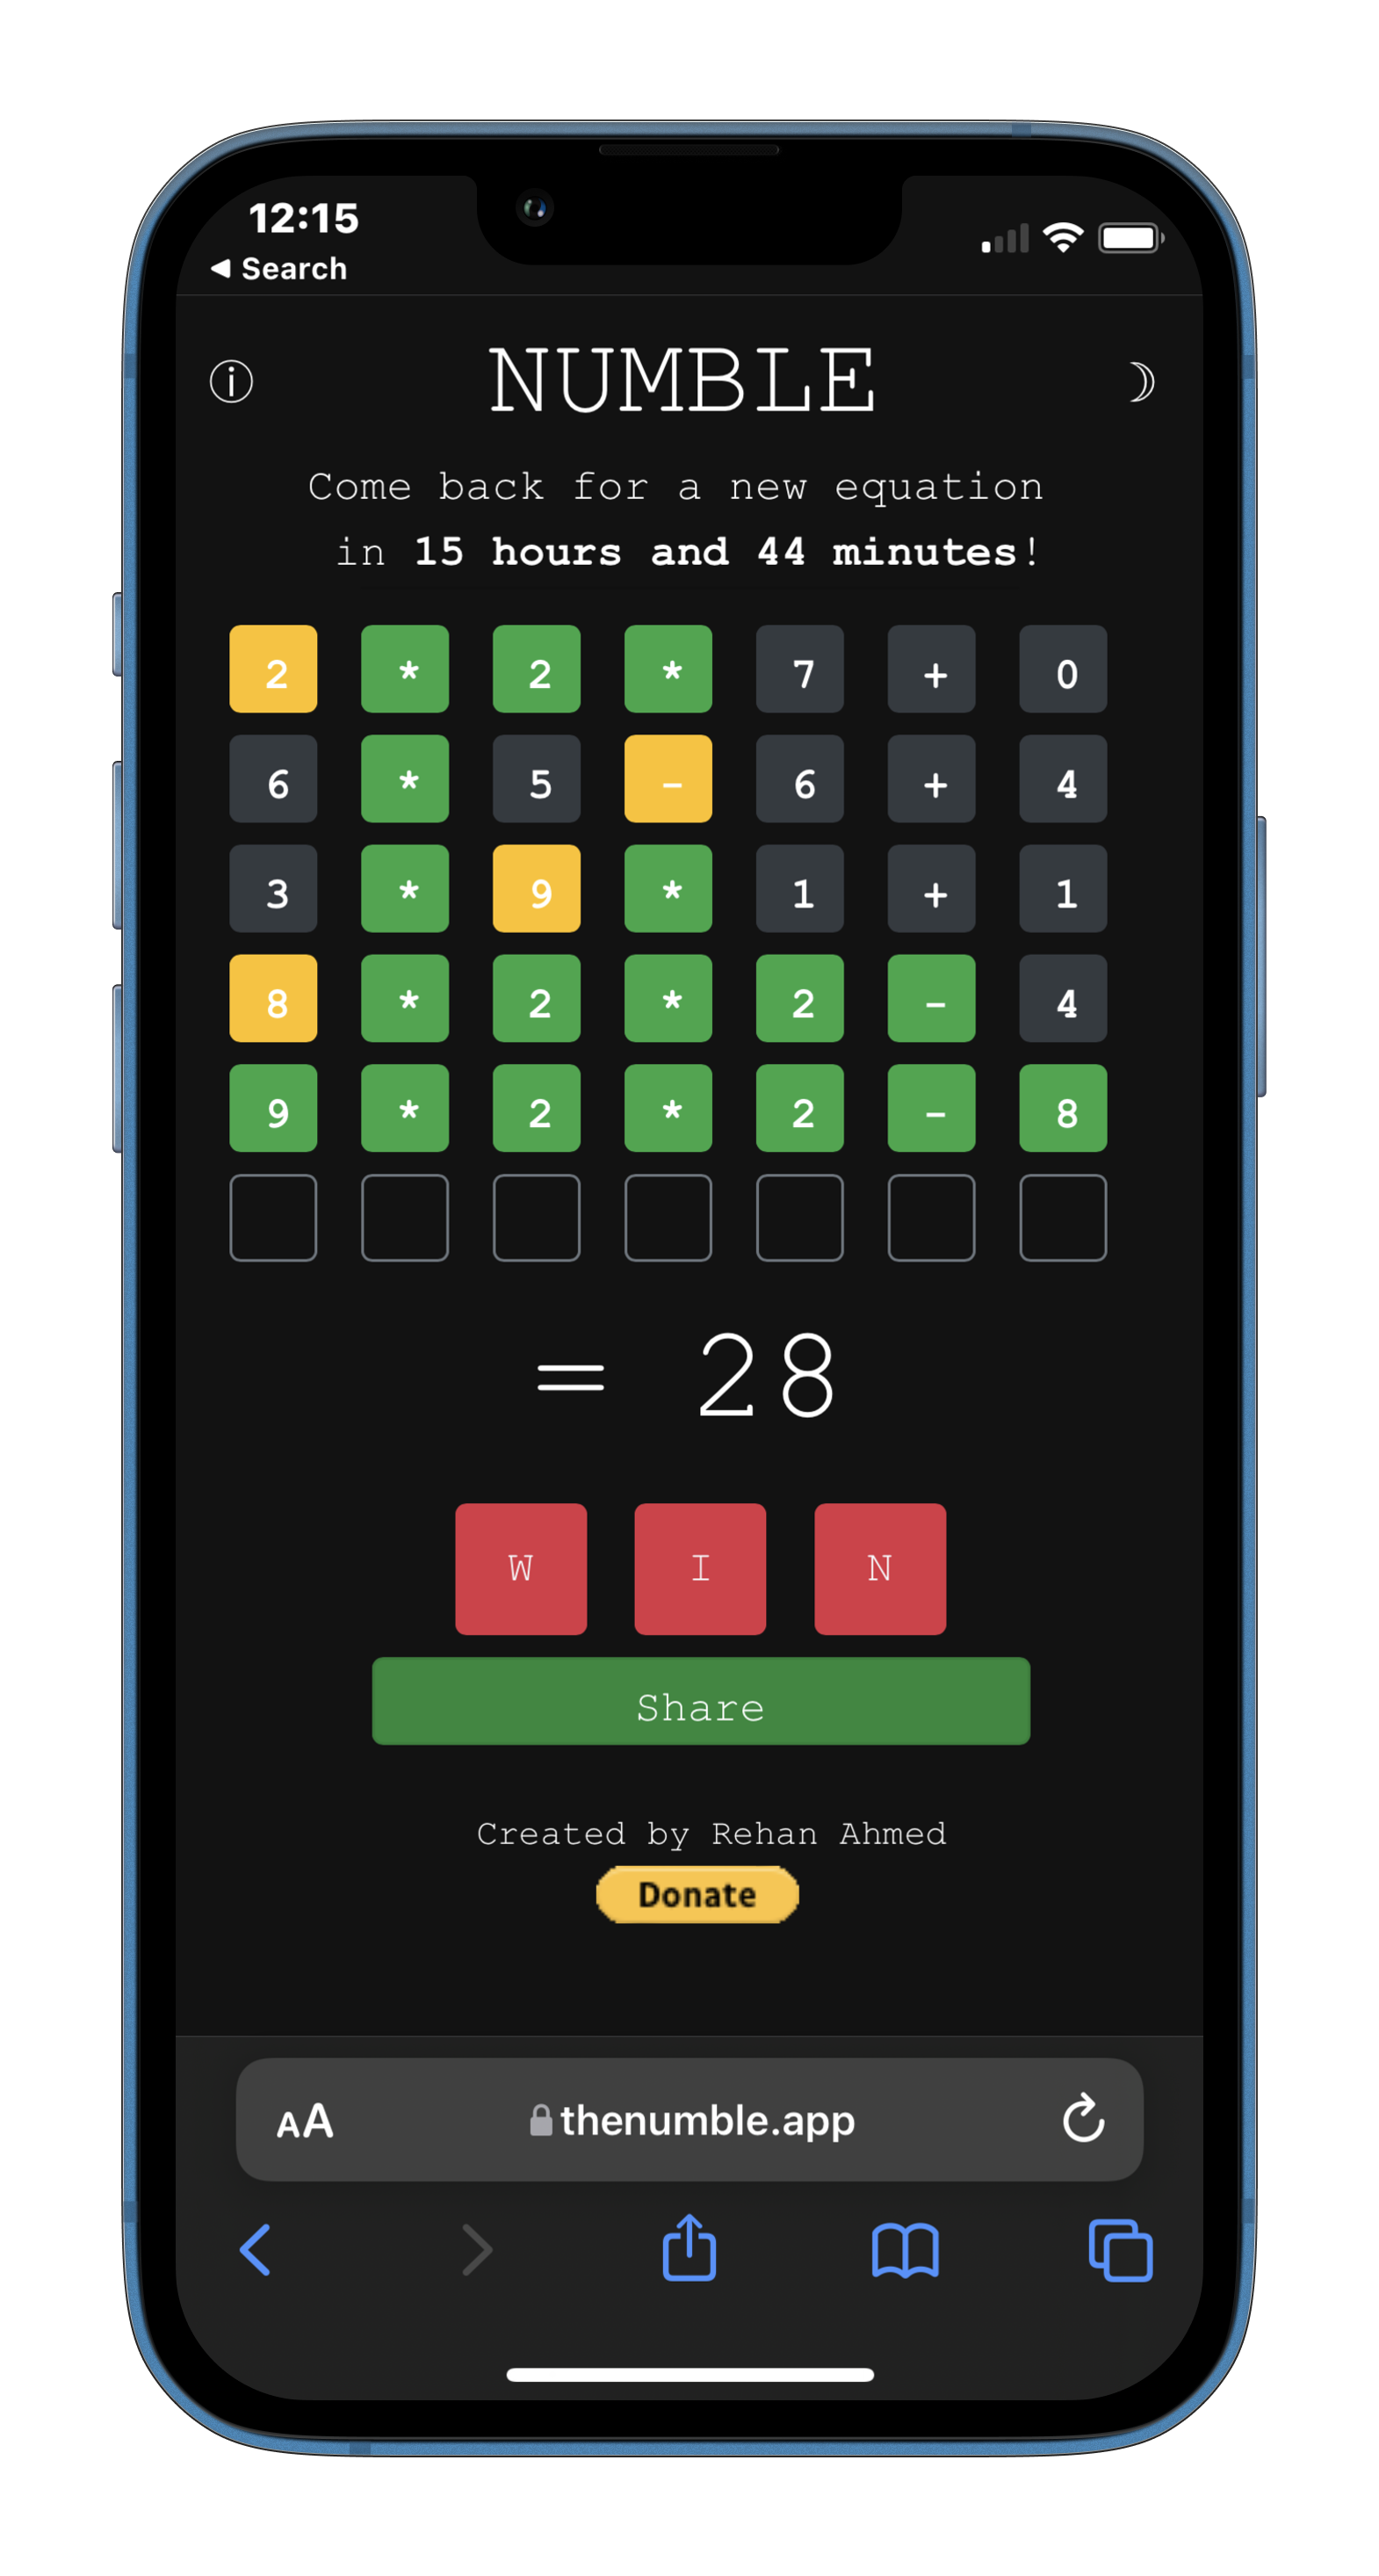 12:15
◀ Search
NUMBLE
Come back for a new equation
in 15 hours and 44 minutes!
2 * 2 * 7 + 0
6 * 5 - 6 + 4
3 * 9 * 1 + 1
8 * 2 * 2 - 4
9 * 2 * 2 - 8
= 28
W I N
Share
Created by Rehan Ahmed
Donate
AA thenumble.app